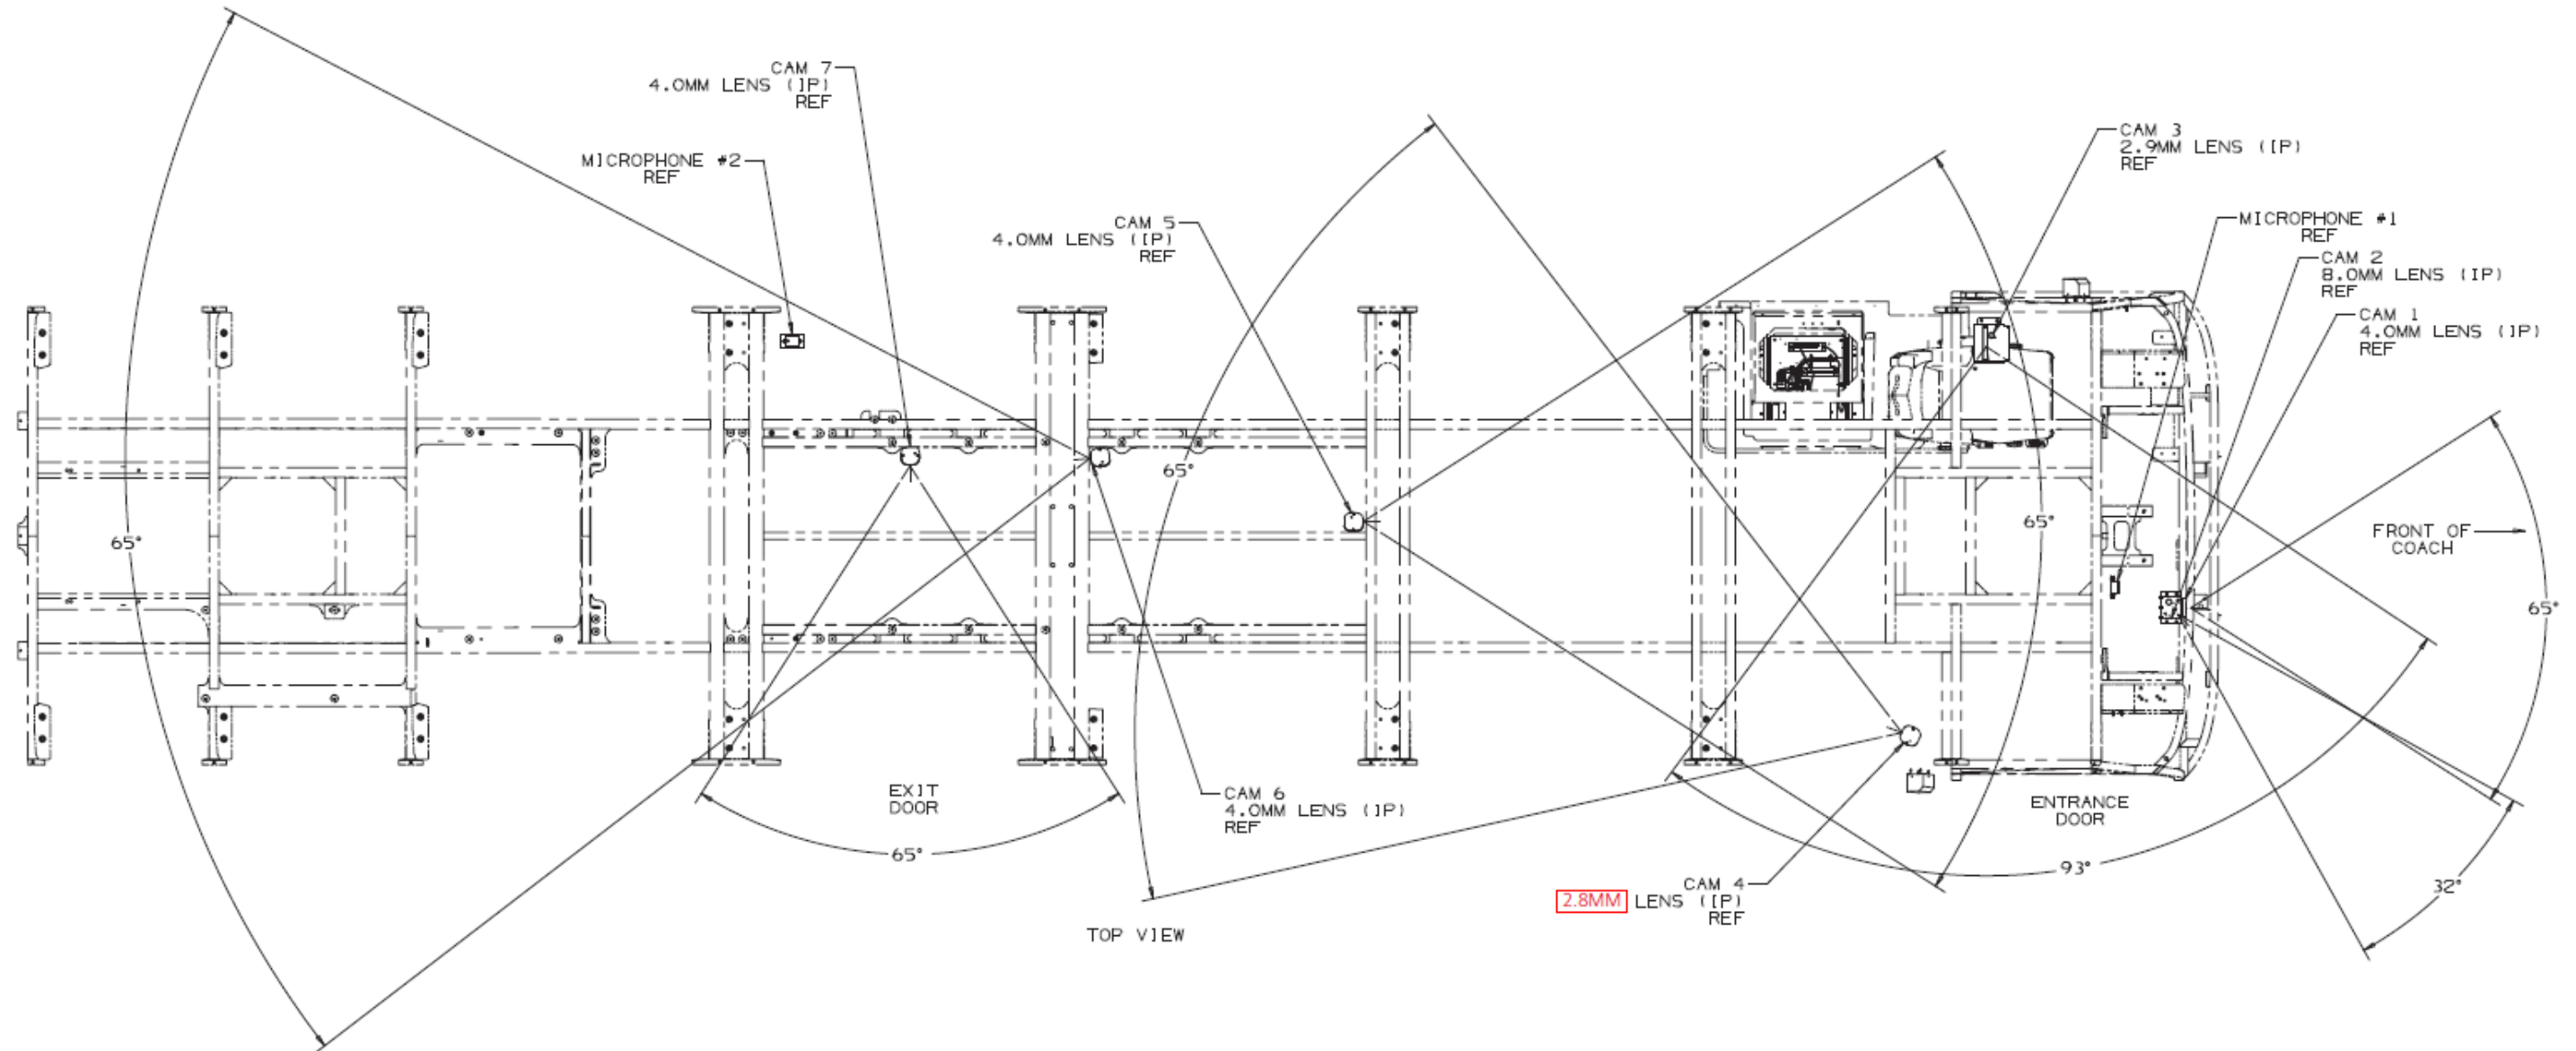 CAM 7
4.0MM LENS (IP)
REF
MICROPHONE #2
REF
CAM 5
4.0MM LENS (IP)
REF
CAM 3
2.9MM LENS (IP)
REF
MICROPHONE #1
REF
CAM 2
8.0MM LENS (IP)
REF
CAM 1
4.0MM LENS (IP)
REF
65°
65°
65°
FRONT OF
COACH
65°
EXIT
DOOR
65°
CAM 6
4.0MM LENS (IP)
REF
ENTRANCE
DOOR
93°
32°
CAM 4
2.8MM LENS (IP)
REF
TOP VIEW